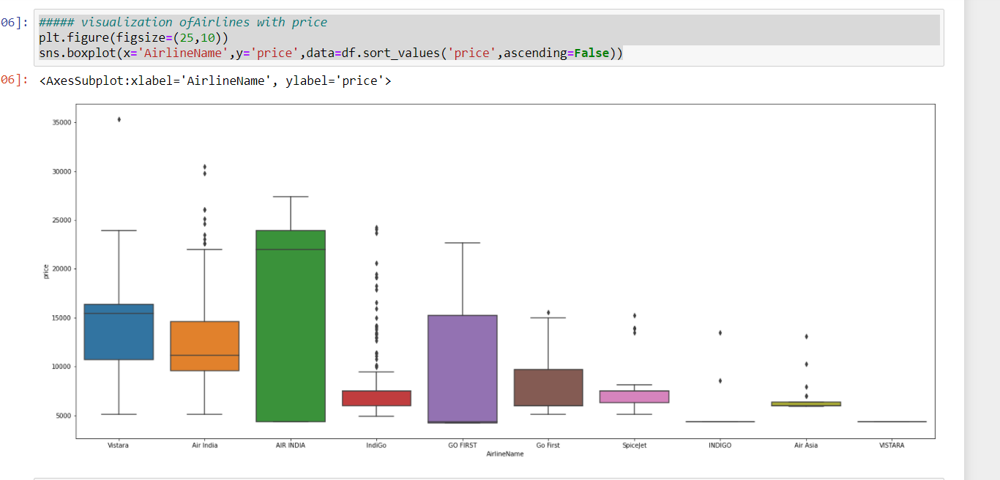 06]:
##### visualization ofAirlines with price
plt.figure(figsize=(25,10))
sns.boxplot(x='AirlineName',y='price',data=df.sort_values('price',ascending=False))
06]:
<AxesSubplot:xlabel='AirlineName', ylabel='price'>
35000
30000
25000
20000
15000
10000
5000
price
Vistara Air India AIR INDIA IndiGo GO FIRST Go First SpiceJet INDIGO Air Asia VISTARA
AirlineName